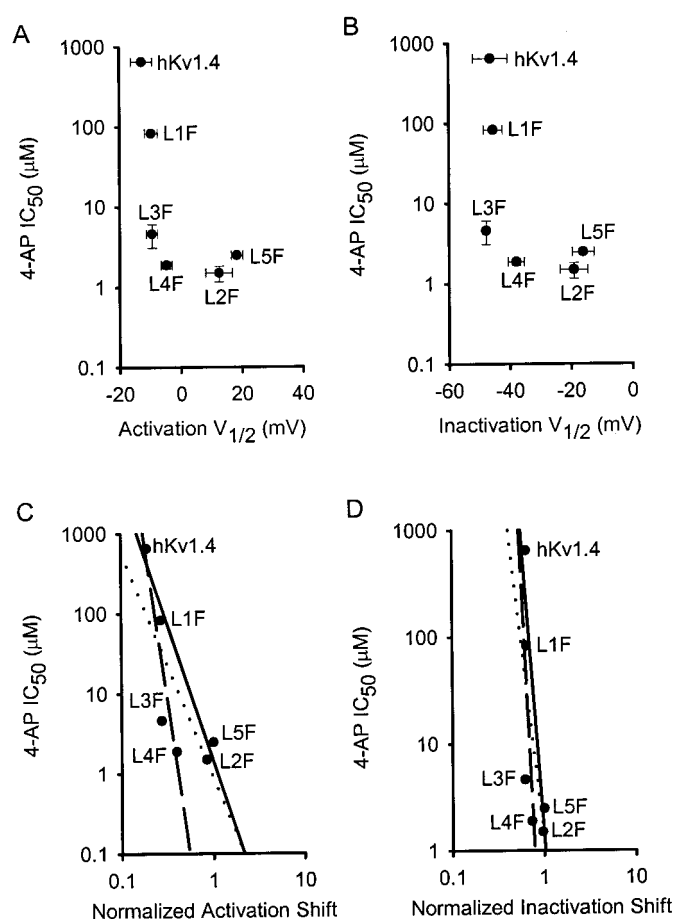 A
1000
100
10
1
0.1
4-AP IC50 (μM)
hKv1.4
L1F
L3F
L4F
L2F
L5F
-20
0
20
40
Activation V1/2 (mV)
B
1000
100
10
1
0.1
4-AP IC50 (μM)
hKv1.4
L1F
L3F
L4F
L2F
L5F
-60
-40
-20
0
Inactivation V1/2 (mV)
C
1000
100
10
1
0.1
4-AP IC50 (μM)
hKv1.4
L1F
L3F
L4F
L5F
L2F
0.1
1
10
Normalized Activation Shift
D
1000
100
10
1
4-AP IC50 (μM)
hKv1.4
L1F
L3F
L4F
L5F
L2F
0.1
1
10
Normalized Inactivation Shift